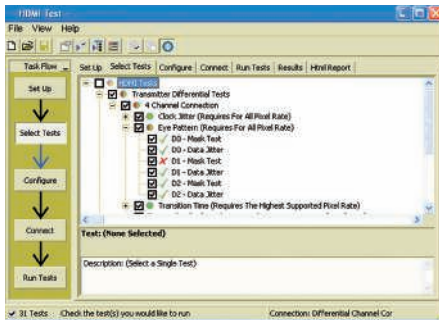 HDMI Test
File View Help
Task Flow
Set Up Select Tests Configure Connect Run Tests Results Html Report
Set Up
Select Tests
Configure
Connect
Run Tests
HDMI Tests
Transmitter Differential Tests
4 Channel Connection
Clock Jitter (Requires For All Pixel Rate)
Eye Pattern (Requires For All Pixel Rate)
D0 - Mask Test
D0 - Data Jitter
D1 - Mask Test
D1 - Data Jitter
D2 - Mask Test
D2 - Data Jitter
Transition Time (Requires The Highest Supported Pixel Rate)
Test: (None Selected)
Description: (Select a Single Test)
31 Tests Check the test(s) you would like to run Connection: Differential Channel Cor